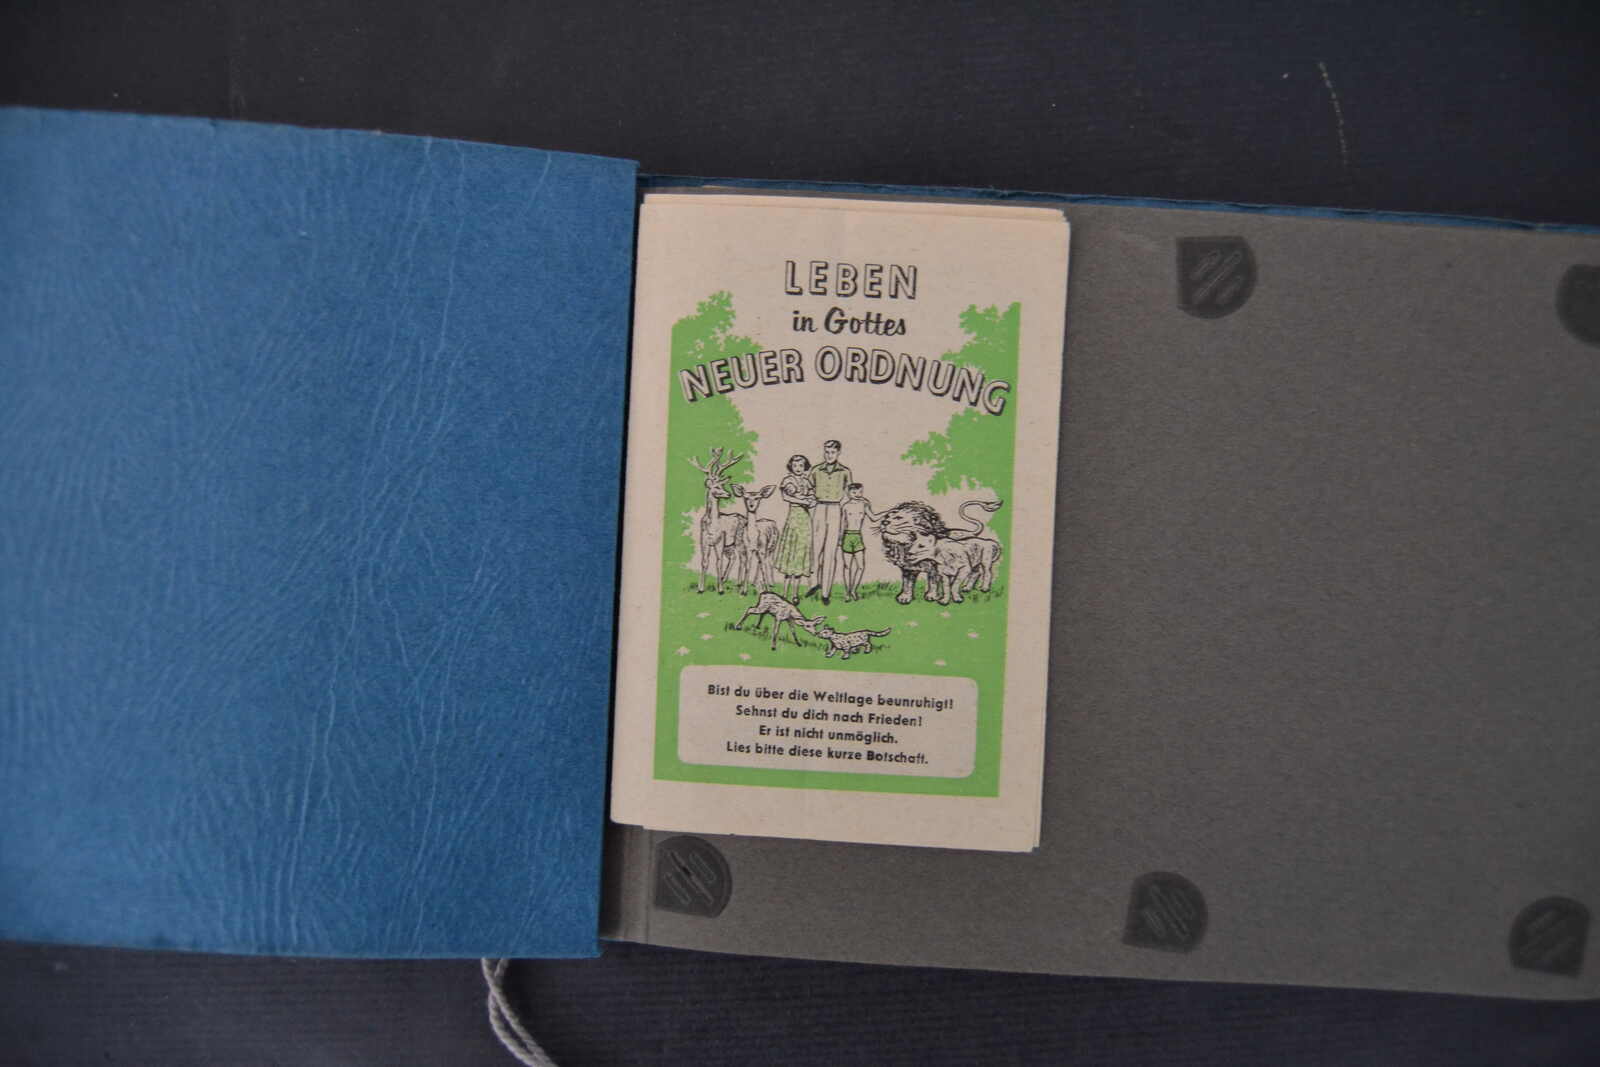 LEBEN
in Gottes
NEUER ORDNUNG
Bist du über die Weltlage beunruhigt!
Sehnst du dich nach Frieden!
Er ist nicht unmöglich.
Lies bitte diese kurze Botschaft.